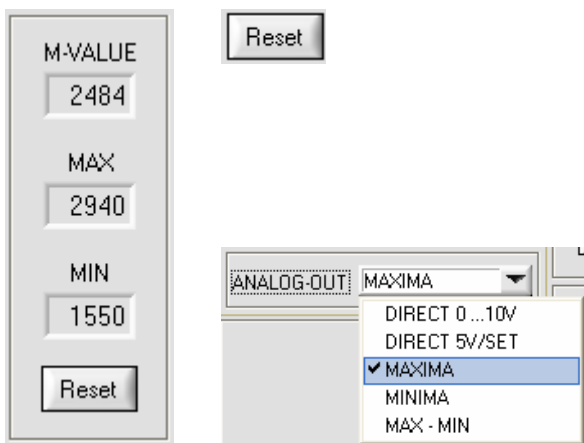 M-VALUE
2484
MAX
2940
MIN
1550
Reset
Reset
ANALOG-OUT MAXIMA
DIRECT 0 ...10V
DIRECT 5V/SET
MAXIMA
MINIMA
MAX - MIN